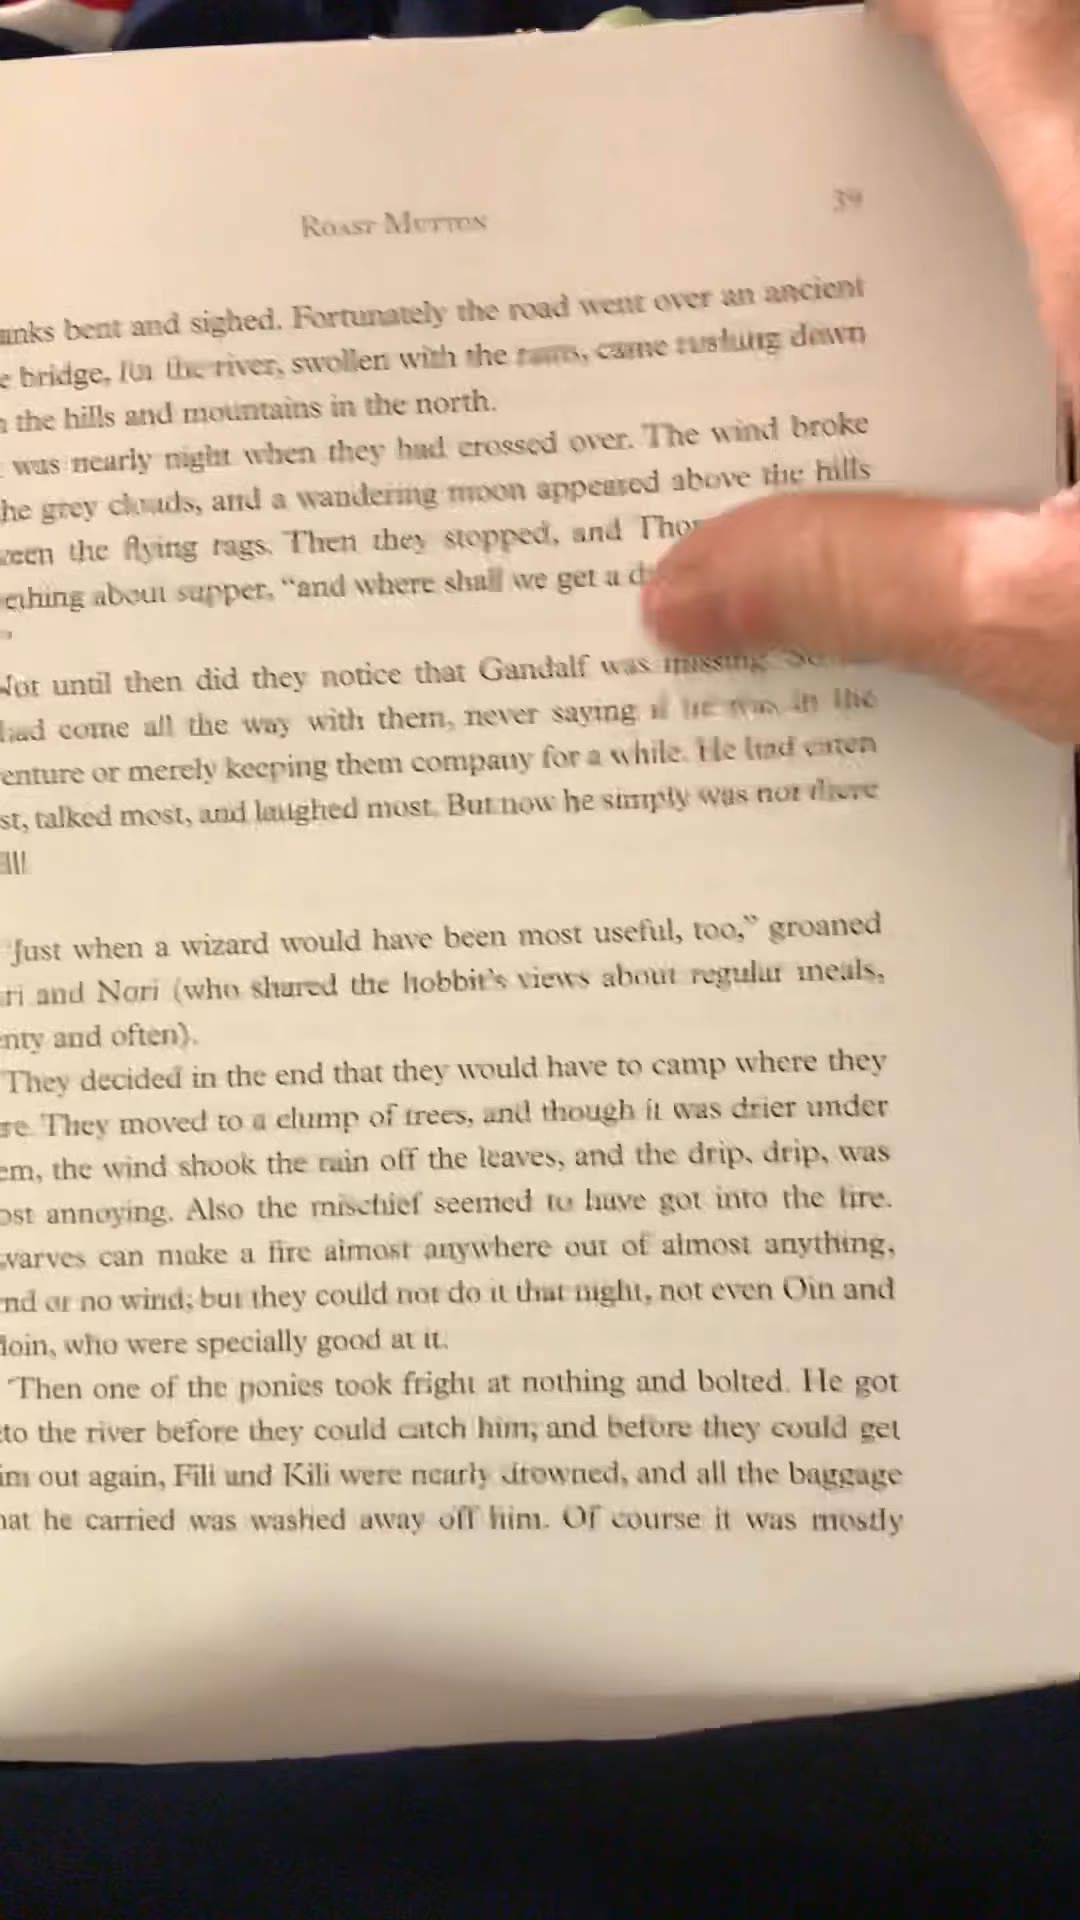 ROAST MUTTON 39
bent and sighed. Fortunately the road went over an ancient
bridge, for the river, swollen with the rains, came rushing down
the hills and mountains in the north.
was nearly night when they had crossed over. The wind broke
he grey clouds, and a wandering moon appeared above the hills
ween the flying rags. Then they stopped, and Thor
ething about supper, "and where shall we get a d
Not until then did they notice that Gandalf was missing. So
had come all the way with them, never saying if he was in the
enture or merely keeping them company for a while. He had eaten
st, talked most, and laughed most. But now he simply was not there
all!
Just when a wizard would have been most useful, too," groaned
ri and Nori (who shared the hobbit's views about regular meals,
nty and often).
They decided in the end that they would have to camp where they
re. They moved to a clump of trees, and though it was drier under
em, the wind shook the rain off the leaves, and the drip, drip, was
ost annoying. Also the mischief seemed to have got into the fire.
warves can make a fire almost anywhere out of almost anything,
nd or no wind; but they could not do it that night, not even Oin and
loin, who were specially good at it.
Then one of the ponies took fright at nothing and bolted. He got
to the river before they could catch him; and before they could get
im out again, Fili and Kili were nearly drowned, and all the baggage
hat he carried was washed away off him. Of course it was mostly